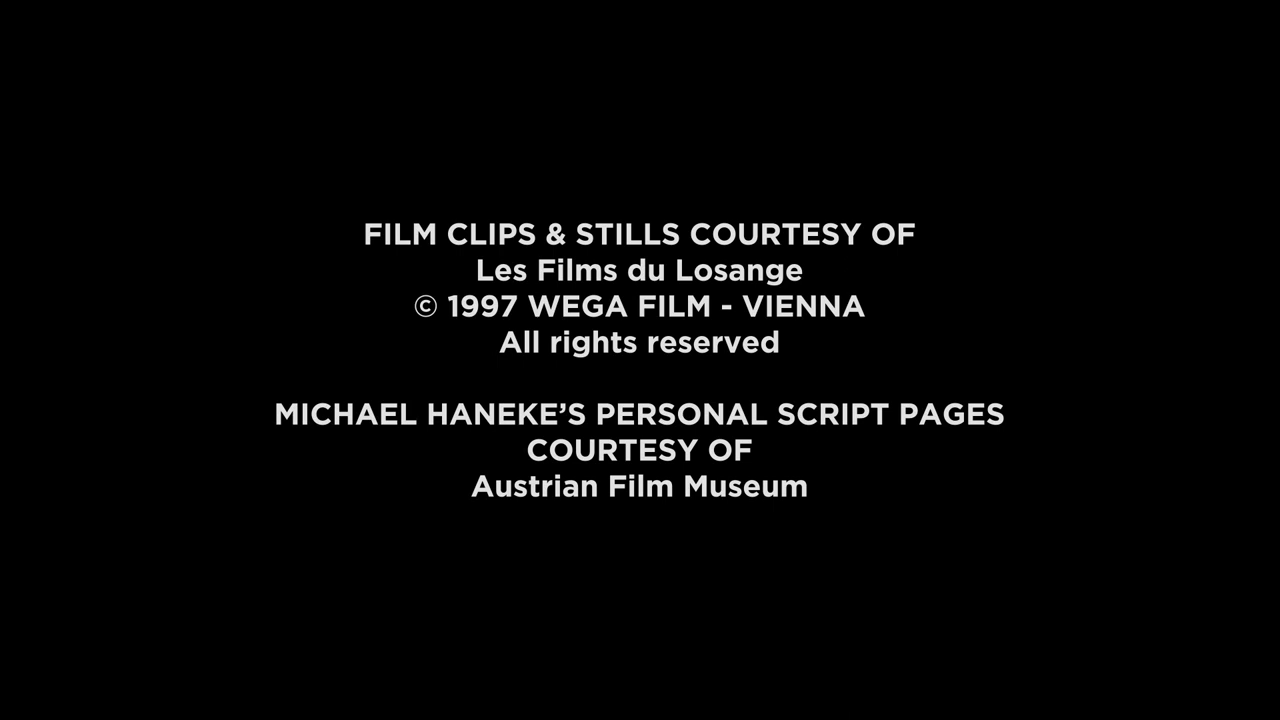 FILM CLIPS & STILLS COURTESY OF
Les Films du Losange
© 1997 WEGA FILM - VIENNA
All rights reserved
MICHAEL HANEKE’S PERSONAL SCRIPT PAGES
COURTESY OF
Austrian Film Museum